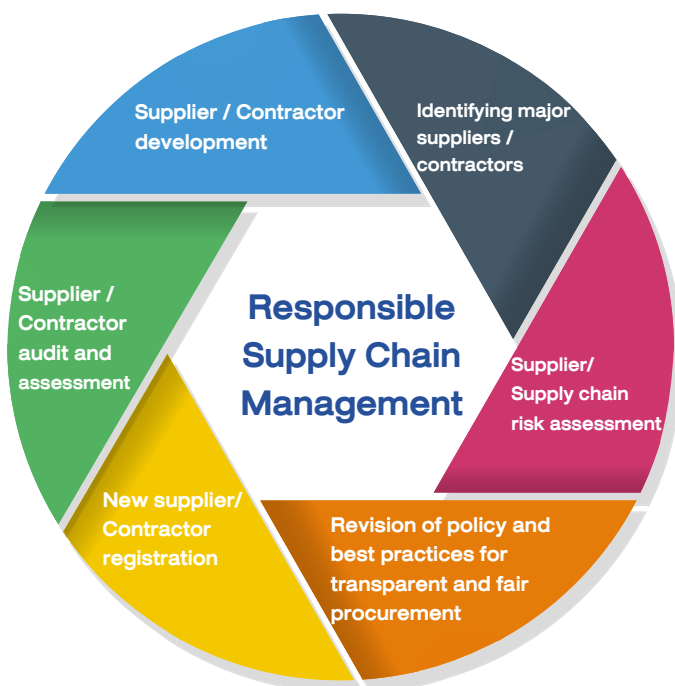 Supplier / Contractor
development
Identifying major
suppliers /
contractors
Supplier /
Contractor
audit and
assessment
Responsible
Supply Chain
Management
Supplier/
Supply chain
risk assessment
New supplier/
Contractor
registration
Revision of policy and
best practices for
transparent and fair
procurement